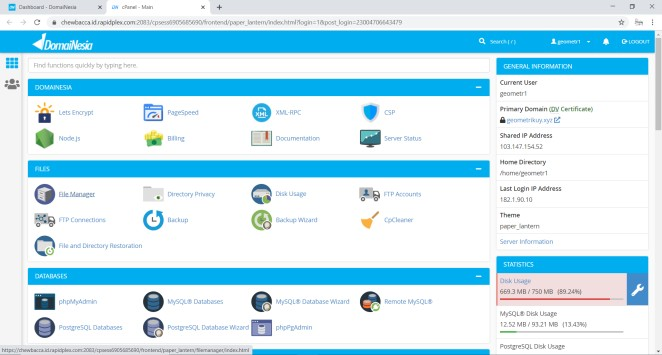 Dashboard - DomaiNesia
cPanel - Main
chewbacca.id.rapidplex.com:2083/cpsess6905685690/frontend/paper_lantern/index.html?login=1&post_login=23004706643479
DomaiNesia
Search ( / )
geometr1
LOGOUT
Find functions quickly by typing here.
DOMAINESIA
Lets Encrypt
PageSpeed
XML-RPC
CSP
Node.js
Billing
Documentation
Server Status
FILES
File Manager
Directory Privacy
Disk Usage
FTP Accounts
FTP Connections
Backup
Backup Wizard
CpCleaner
File and Directory Restoration
DATABASES
phpMyAdmin
MySQL® Databases
MySQL® Database Wizard
Remote MySQL®
PostgreSQL Databases
PostgreSQL Database Wizard
phpPgAdmin
GENERAL INFORMATION
Current User
geometr1
Primary Domain (DV Certificate)
geometrikuy.xyz
Shared IP Address
103.147.154.52
Home Directory
/home/geometr1
Last Login IP Address
182.1.90.10
Theme
paper_lantern
Server Information
STATISTICS
Disk Usage
669.3 MB / 750 MB (89.24%)
MySQL® Disk Usage
12.52 MB / 93.21 MB (13.43%)
PostgreSQL Disk Usage
https://chewbacca.id.rapidplex.com:2083/cpsess6905685690/frontend/paper_lantern/filemanager/index.html